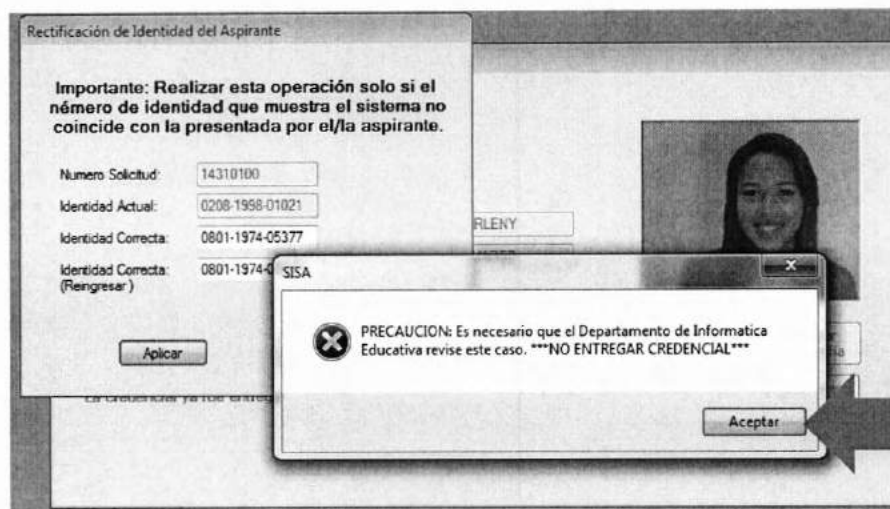 Rectificación de Identidad del Aspirante
Importante: Realizar esta operación solo si el
némero de identidad que muestra el sistema no
coincide con la presentada por el/la aspirante.
Numero Solicitud: 14310100
Identidad Actual: 0208-1998-01021
Identidad Correcta: 0801-1974-05377
Identidad Correcta: 0801-1974-0
(Reingresar)
Aplicar
RLENY
SISA
PRECAUCION: Es necesario que el Departamento de Informatica
Educativa revise este caso. ***NO ENTREGAR CREDENCIAL***
Aceptar